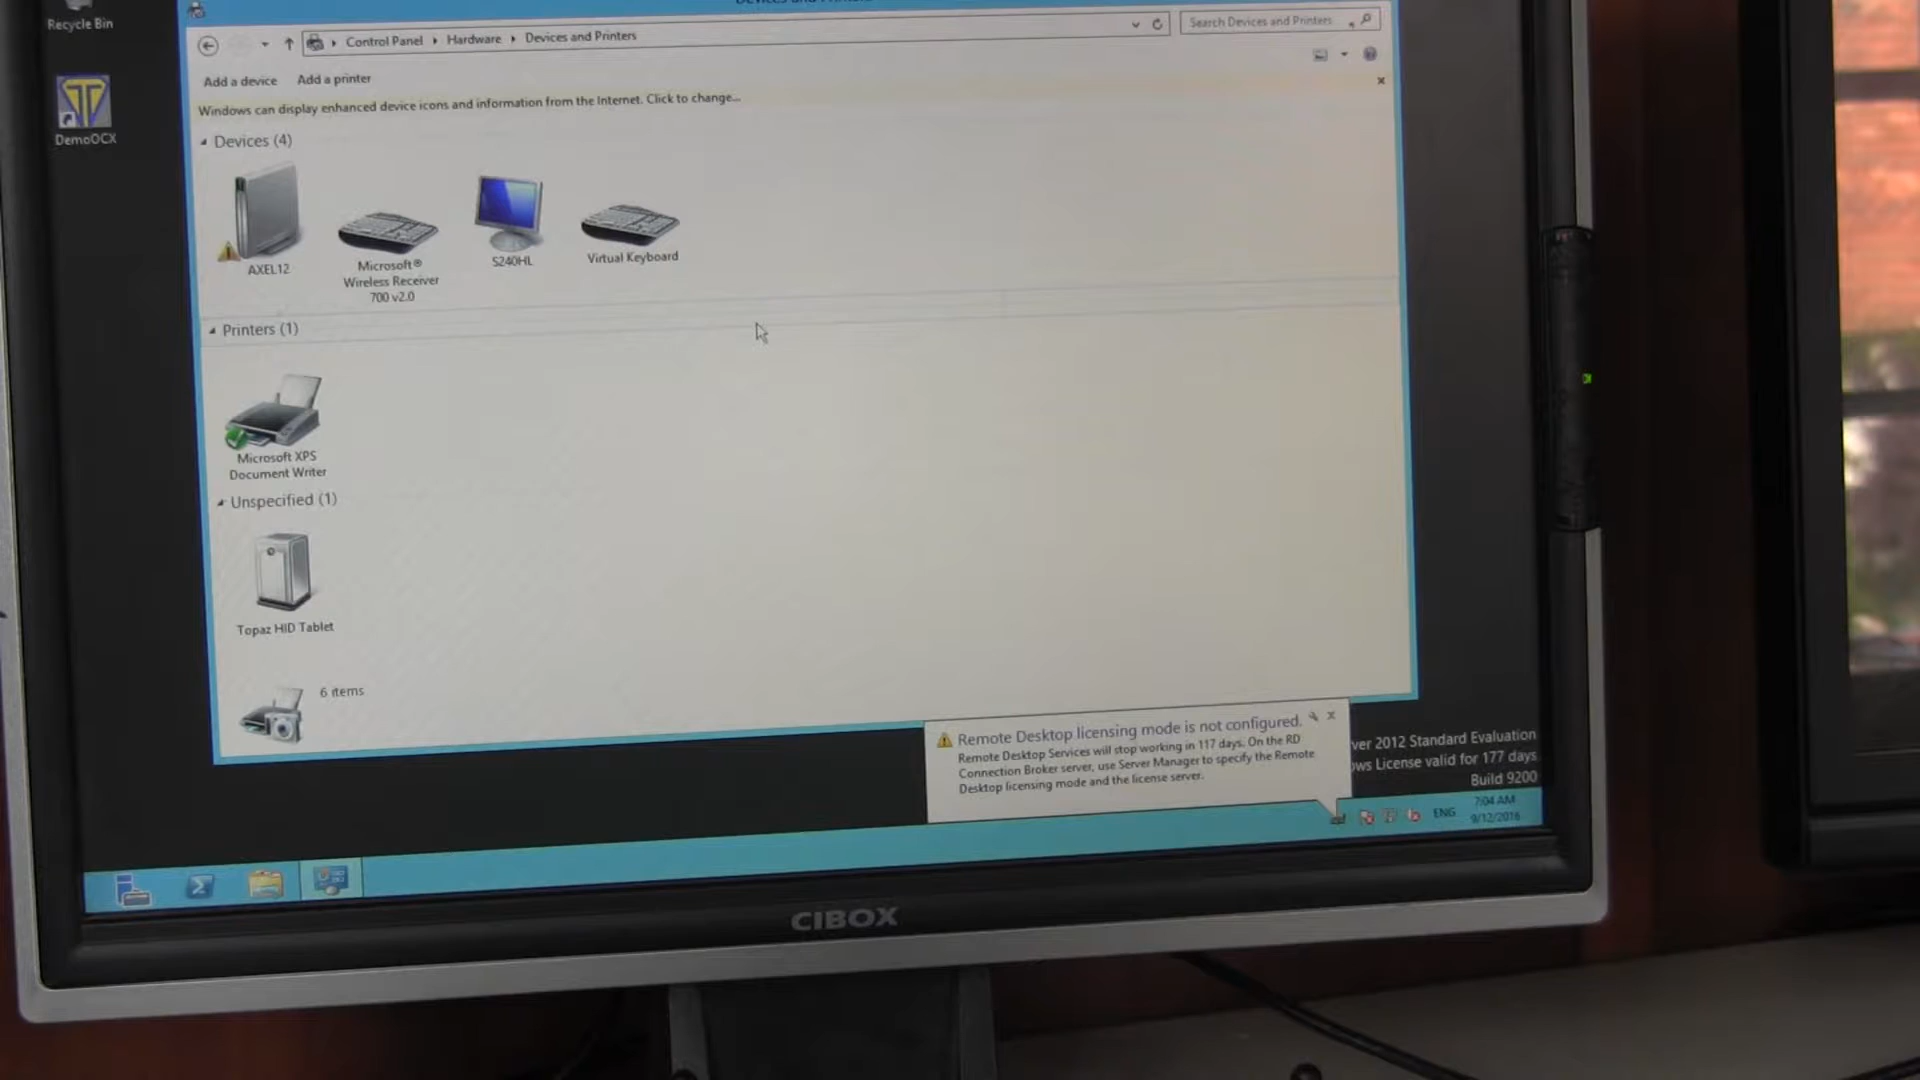 Recycle Bin
DemoOCX
Control Panel
Hardware
Devices and Printers
Search Devices and Printers
Add a device
Add a printer
Windows can display enhanced device icons and information from the Internet. Click to change...
Devices (4)
AXEL12
Microsoft®
Wireless Receiver
700 v2.0
S240HL
Virtual Keyboard
Printers (1)
Microsoft XPS
Document Writer
Unspecified (1)
Topaz HID Tablet
6 items
Remote Desktop licensing mode is not configured.
Remote Desktop Services will stop working in 117 days. On the RD
Connection Broker server, use Server Manager to specify the Remote
Desktop licensing mode and the license server.
ver 2012 Standard Evaluation
ows License valid for 177 days
Build 9200
ENG
7:04 AM
9/12/2016
CIBOX